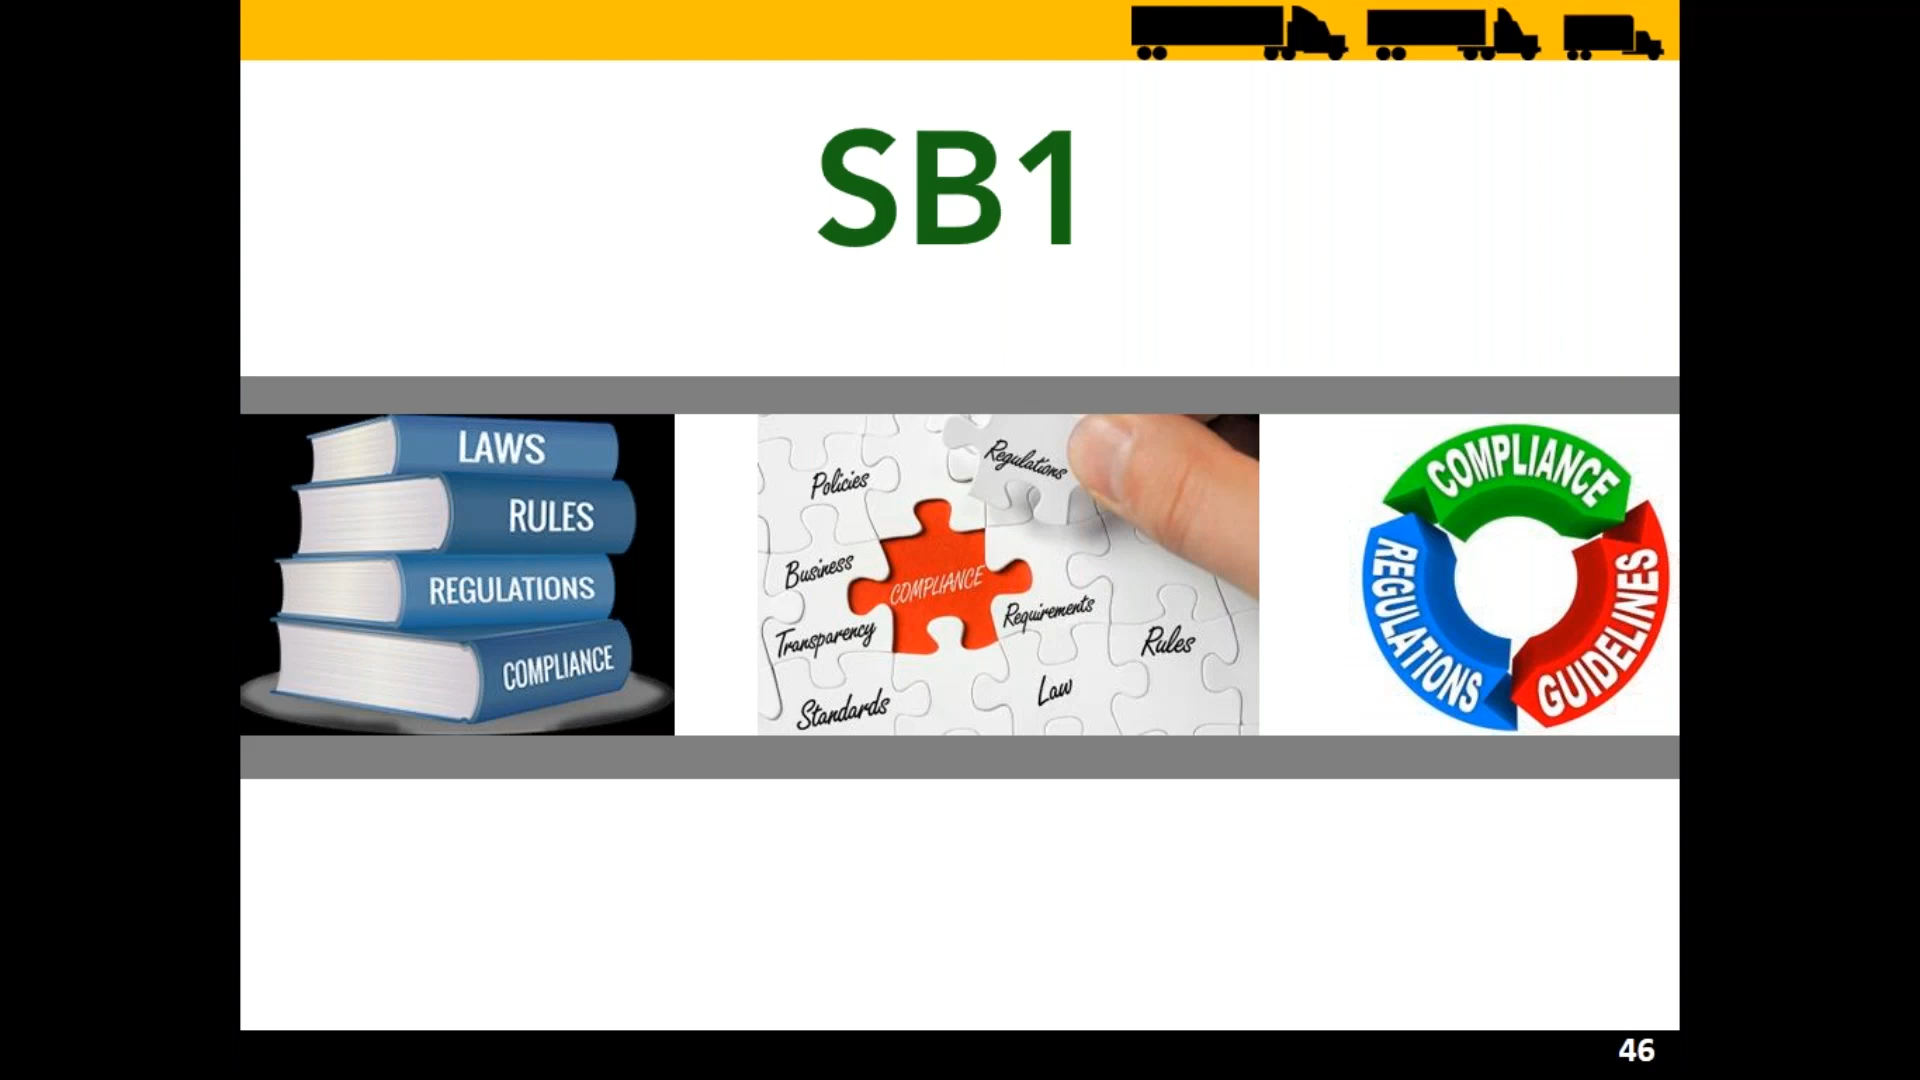 SB1
LAWS
RULES
REGULATIONS
COMPLIANCE
Policies
Regulations
Business
COMPLIANCE
Requirements
Transparency
Rules
Law
Standards
COMPLIANCE
REGULATIONS
GUIDELINES
46